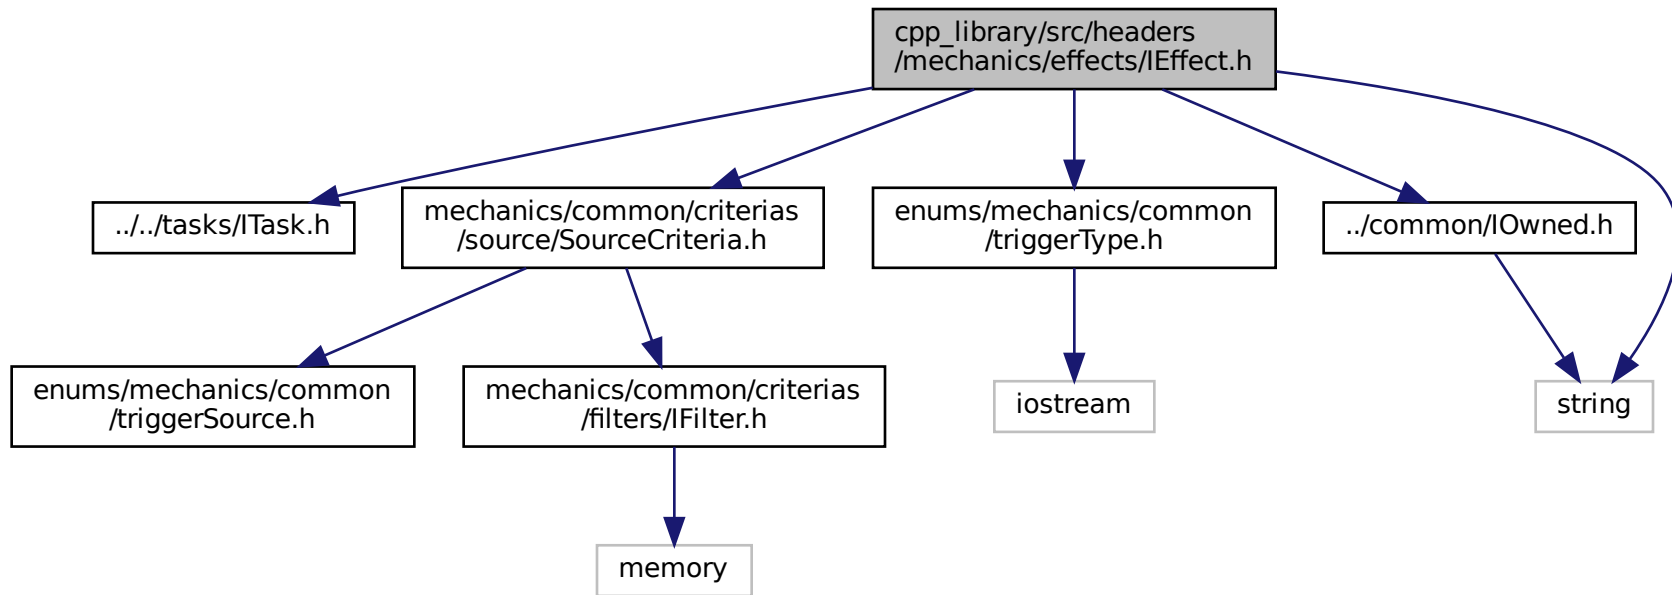 cpp_library/src/headers
/mechanics/effects/IEffect.h
../../tasks/ITask.h
mechanics/common/criterias
/source/SourceCriteria.h
enums/mechanics/common
/triggerType.h
../common/IOwned.h
enums/mechanics/common
/triggerSource.h
mechanics/common/criterias
/filters/IFilter.h
iostream
string
memory